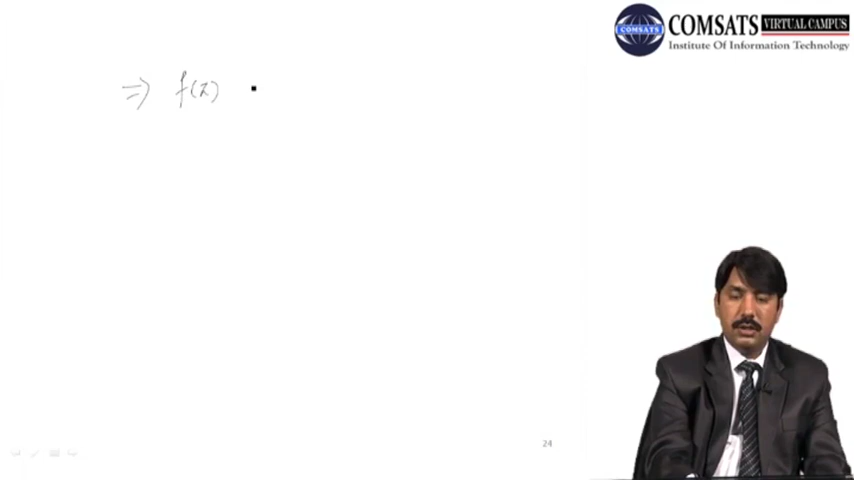 COMSATS VIRTUAL CAMPUS
COMSATS
Institute Of Information Technology
⇒ f(z)
24